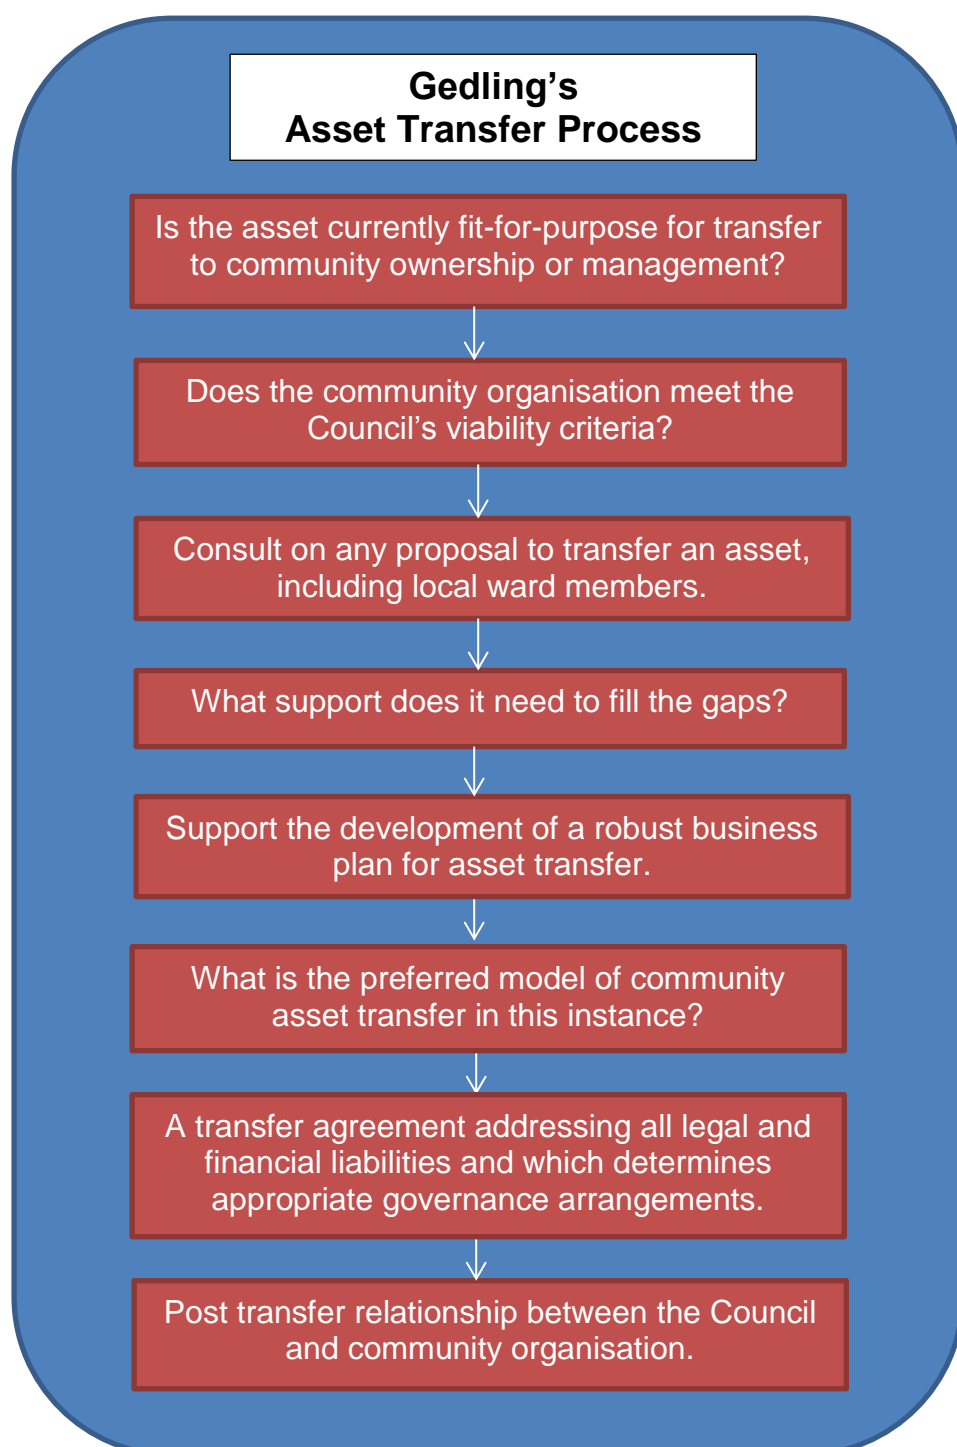 Gedling’s
Asset Transfer Process
Is the asset currently fit-for-purpose for transfer
to community ownership or management?
Does the community organisation meet the
Council’s viability criteria?
Consult on any proposal to transfer an asset,
including local ward members.
What support does it need to fill the gaps?
Support the development of a robust business
plan for asset transfer.
What is the preferred model of community
asset transfer in this instance?
A transfer agreement addressing all legal and
financial liabilities and which determines
appropriate governance arrangements.
Post transfer relationship between the Council
and community organisation.